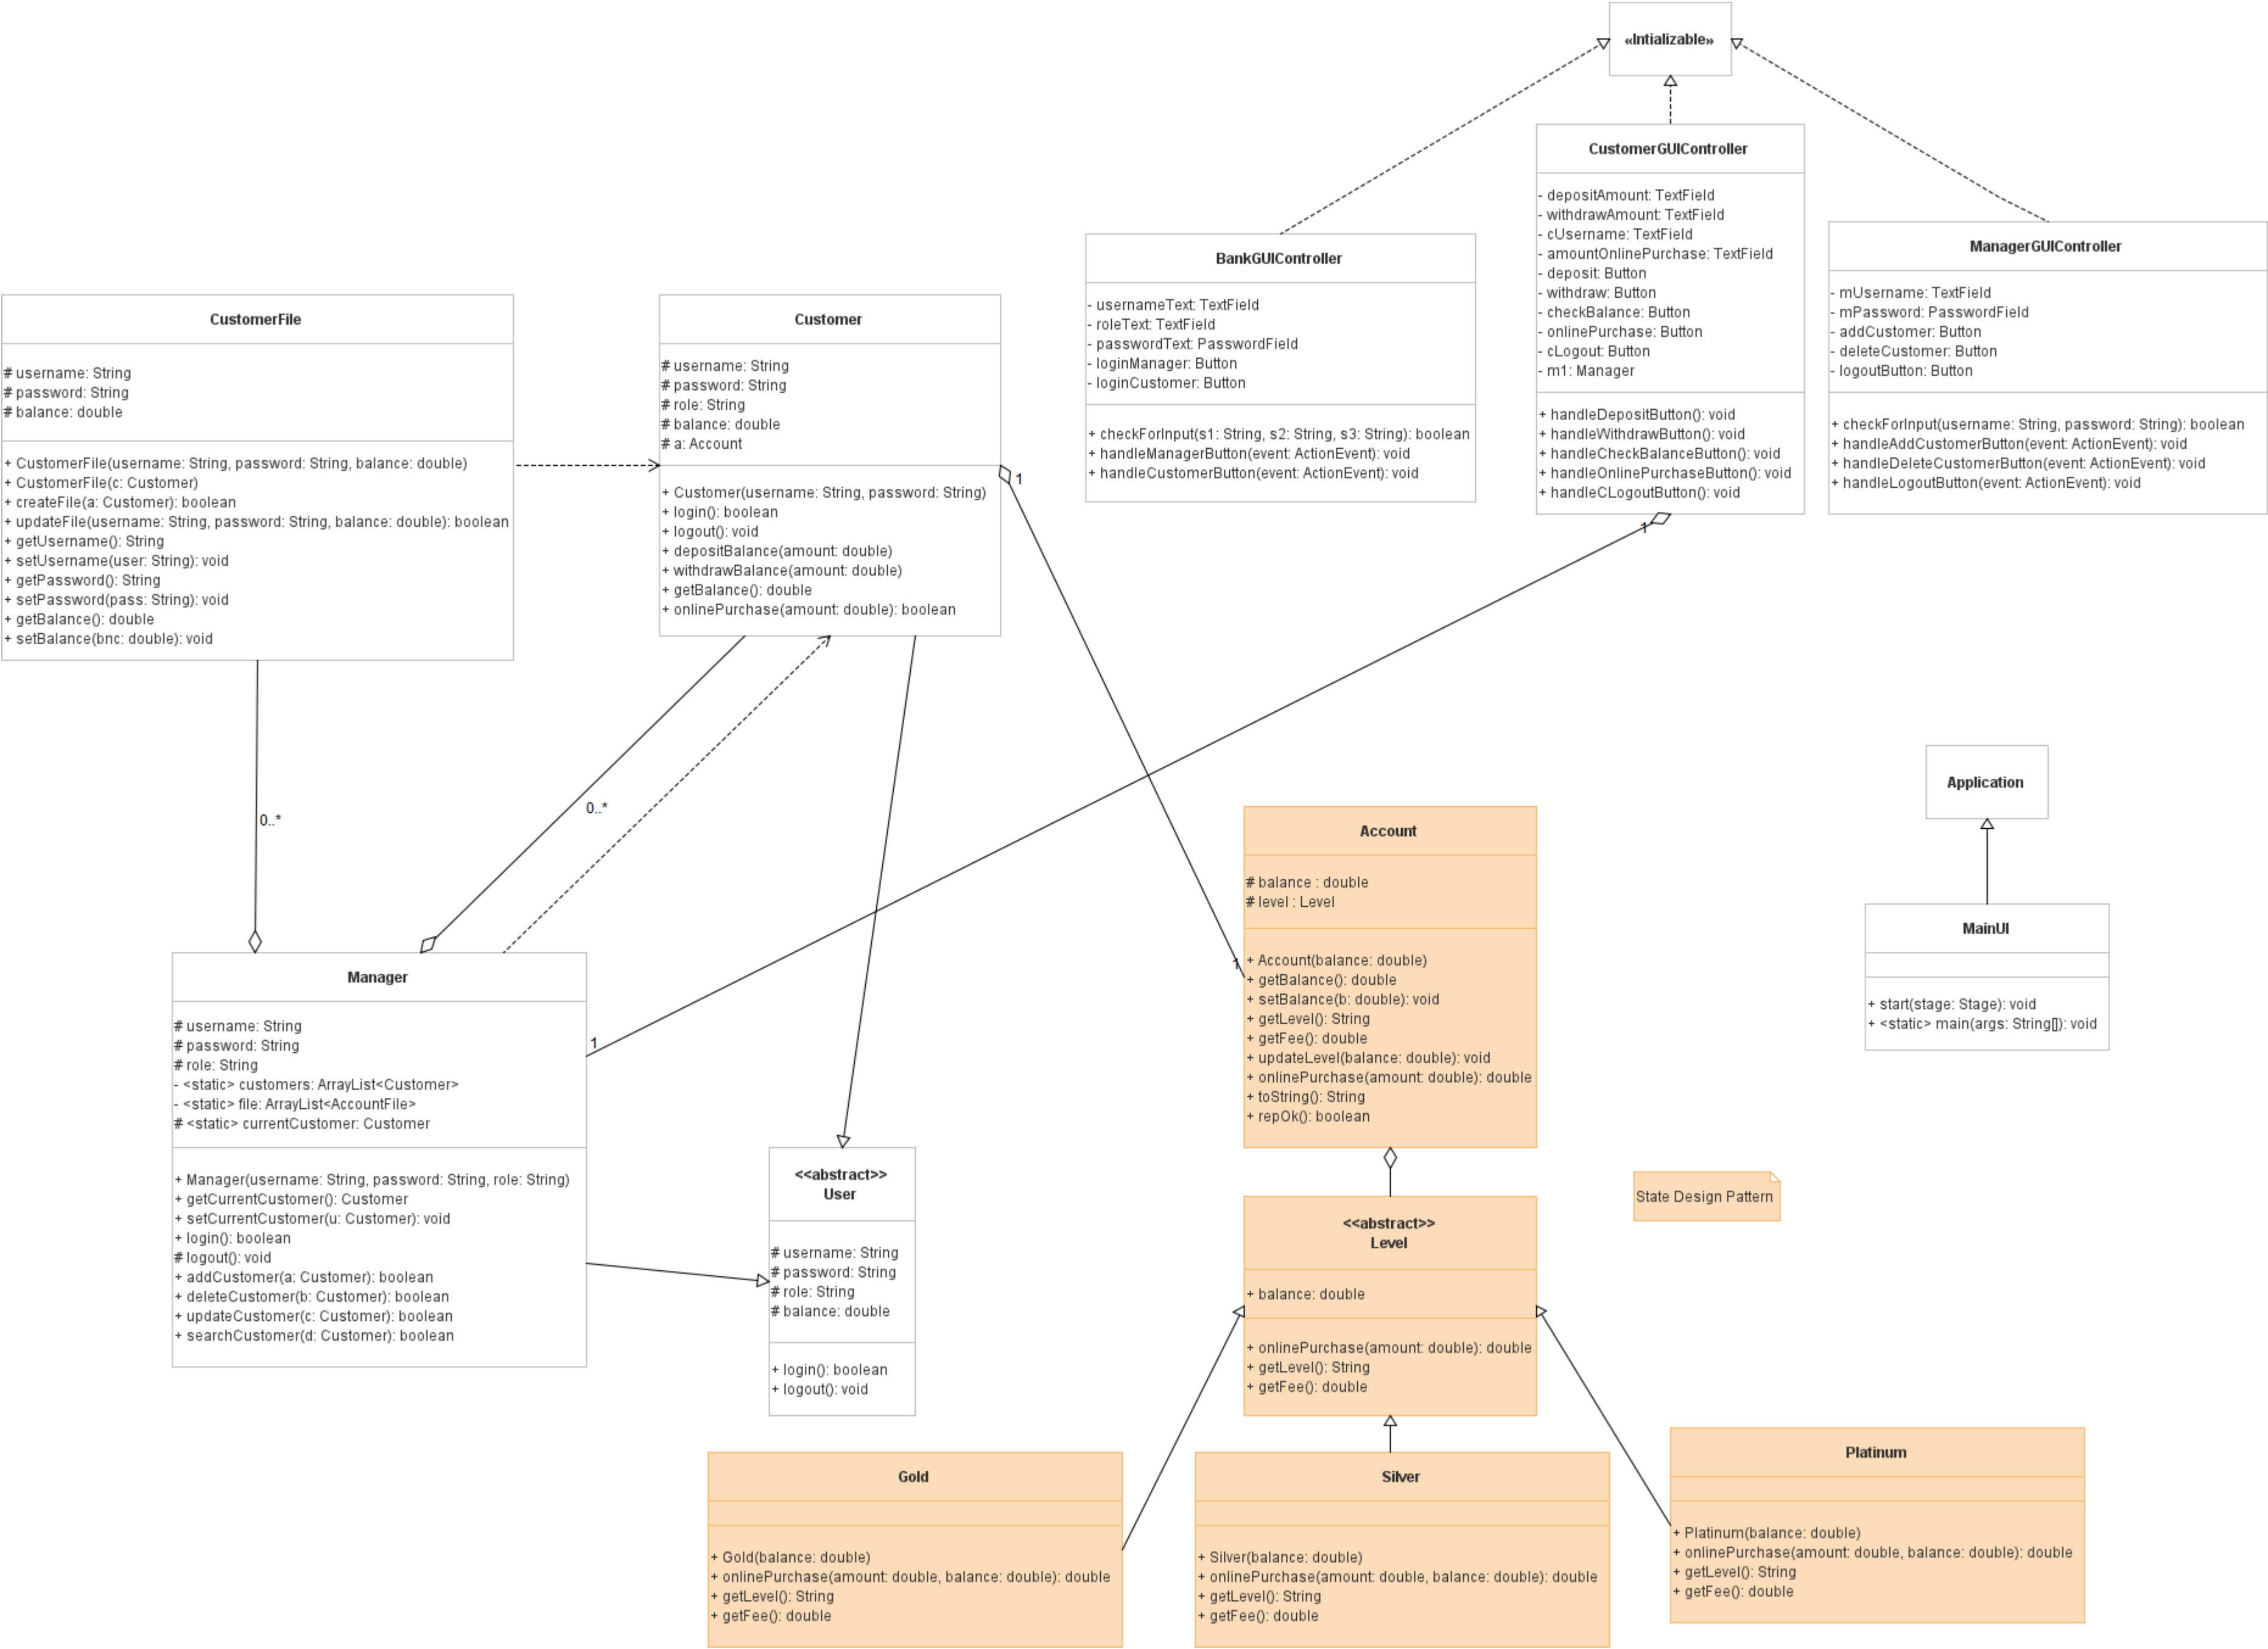 «Intializable»
CustomerGUIController
- depositAmount: TextField
- withdrawAmount: TextField
- cUsername: TextField
- amountOnlinePurchase: TextField
- deposit: Button
- withdraw: Button
- checkBalance: Button
- onlinePurchase: Button
- cLogout: Button
- m1: Manager
+ handleDepositButton(): void
+ handleWithdrawButton(): void
+ handleCheckBalanceButton(): void
+ handleOnlinePurchaseButton(): void
+ handleCLogoutButton(): void
1
BankGUIController
- usernameText: TextField
- roleText: TextField
- passwordText: PasswordField
- loginManager: Button
- loginCustomer: Button
+ checkForInput(s1: String, s2: String, s3: String): boolean
+ handleManagerButton(event: ActionEvent): void
+ handleCustomerButton(event: ActionEvent): void
ManagerGUIController
- mUsername: TextField
- mPassword: PasswordField
- addCustomer: Button
- deleteCustomer: Button
- logoutButton: Button
+ checkForInput(username: String, password: String): boolean
+ handleAddCustomerButton(event: ActionEvent): void
+ handleDeleteCustomerButton(event: ActionEvent): void
+ handleLogoutButton(event: ActionEvent): void
CustomerFile
# username: String
# password: String
# balance: double
+ CustomerFile(username: String, password: String, balance: double)
+ CustomerFile(c: Customer)
+ createFile(a: Customer): boolean
+ updateFile(username: String, password: String, balance: double): boolean
+ getUsername(): String
+ setUsername(user: String): void
+ getPassword(): String
+ setPassword(pass: String): void
+ getBalance(): double
+ setBalance(bnc: double): void
Customer
# username: String
# password: String
# role: String
# balance: double
# a: Account
+ Customer(username: String, password: String)
+ login(): boolean
+ logout(): void
+ depositBalance(amount: double)
+ withdrawBalance(amount: double)
+ getBalance(): double
+ onlinePurchase(amount: double): boolean
1
0..*
0..*
Application
MainUI
+ start(stage: Stage): void
+ <static> main(args: String[]): void
Account
# balance : double
# level : Level
+ Account(balance: double)
+ getBalance(): double
+ setBalance(b: double): void
+ getLevel(): String
+ getFee(): double
+ updateLevel(balance: double): void
+ onlinePurchase(amount: double): double
+ toString(): String
+ repOk(): boolean
1
Manager
# username: String
# password: String
# role: String
- <static> customers: ArrayList<Customer>
- <static> file: ArrayList<AccountFile>
# <static> currentCustomer: Customer
+ Manager(username: String, password: String, role: String)
+ getCurrentCustomer(): Customer
+ setCurrentCustomer(u: Customer): void
+ login(): boolean
# logout(): void
+ addCustomer(a: Customer): boolean
+ deleteCustomer(b: Customer): boolean
+ updateCustomer(c: Customer): boolean
+ searchCustomer(d: Customer): boolean
1
<<abstract>>
User
# username: String
# password: String
# role: String
# balance: double
+ login(): boolean
+ logout(): void
<<abstract>>
Level
+ balance: double
+ onlinePurchase(amount: double): double
+ getLevel(): String
+ getFee(): double
State Design Pattern
Gold
+ Gold(balance: double)
+ onlinePurchase(amount: double, balance: double): double
+ getLevel(): String
+ getFee(): double
Silver
+ Silver(balance: double)
+ onlinePurchase(amount: double, balance: double): double
+ getLevel(): String
+ getFee(): double
Platinum
+ Platinum(balance: double)
+ onlinePurchase(amount: double, balance: double): double
+ getLevel(): String
+ getFee(): double